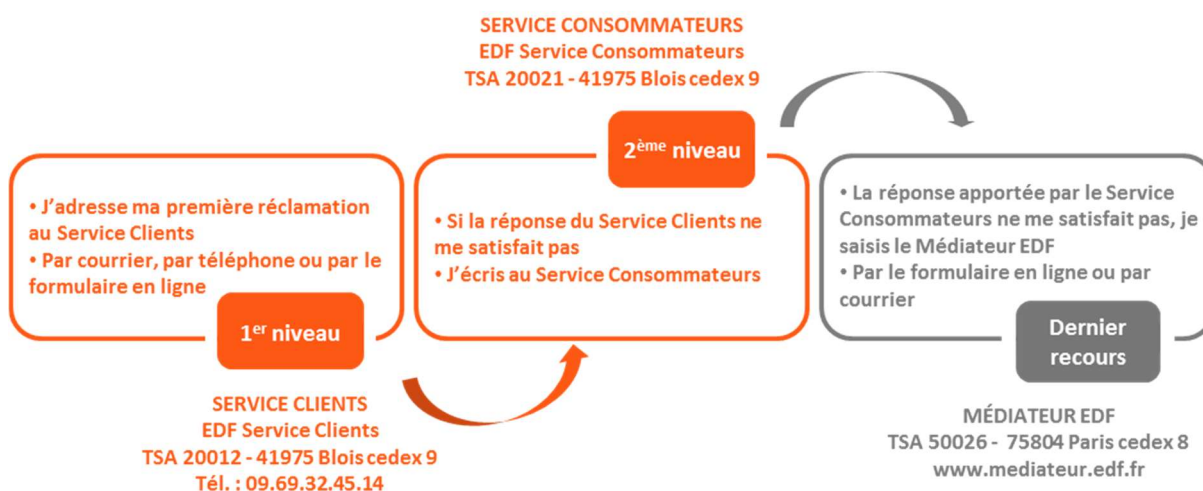 SERVICE CONSOMMATEURS
EDF Service Consommateurs
TSA 20021 - 41975 Blois cedex 9
2ème niveau
• J'adresse ma première réclamation
au Service Clients
• Par courrier, par téléphone ou par le
formulaire en ligne
1er niveau
SERVICE CLIENTS
EDF Service Clients
TSA 20012 - 41975 Blois cedex 9
Tél. : 09.69.32.45.14
• Si la réponse du Service Clients ne
me satisfait pas
• J'écris au Service Consommateurs
• La réponse apportée par le Service
Consommateurs ne me satisfait pas, je
saisis le Médiateur EDF
• Par le formulaire en ligne ou par
courrier
Dernier
recours
MÉDIATEUR EDF
TSA 50026 - 75804 Paris cedex 8
www.mediateur.edf.fr